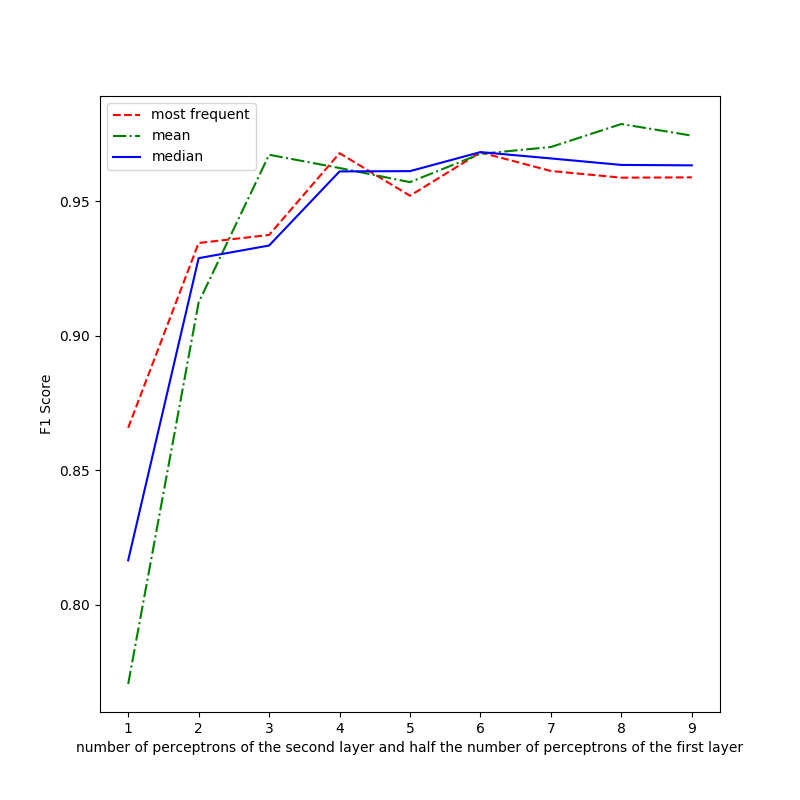 most frequent
mean
median
0.95
0.90
0.85
0.80
F1 Score
1 2 3 4 5 6 7 8 9
number of perceptrons of the second layer and half the number of perceptrons of the first layer